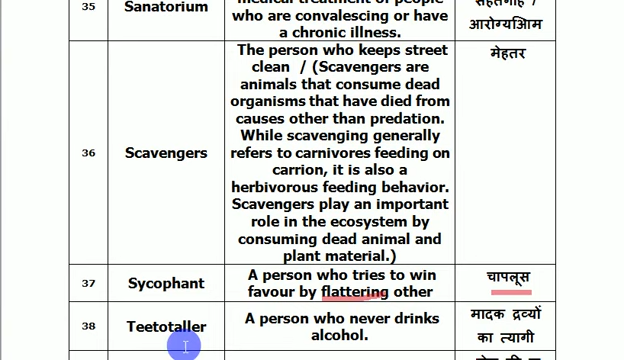 35 Sanatorium
medical treatment of people
who are convalescing or have
a chronic illness.
आरोग्यआिम
36 Scavengers
The person who keeps street
clean / (Scavengers are
animals that consume dead
organisms that have died from
causes other than predation.
While scavenging generally
refers to carnivores feeding on
carrion, it is also a
herbivorous feeding behavior.
Scavengers play an important
role in the ecosystem by
consuming dead animal and
plant material.)
मेहतर
37 Sycophant
A person who tries to win
favour by flattering other
चापलूस
38 Teetotaller
A person who never drinks
alcohol.
मादक द्रव्यों
का त्यागी